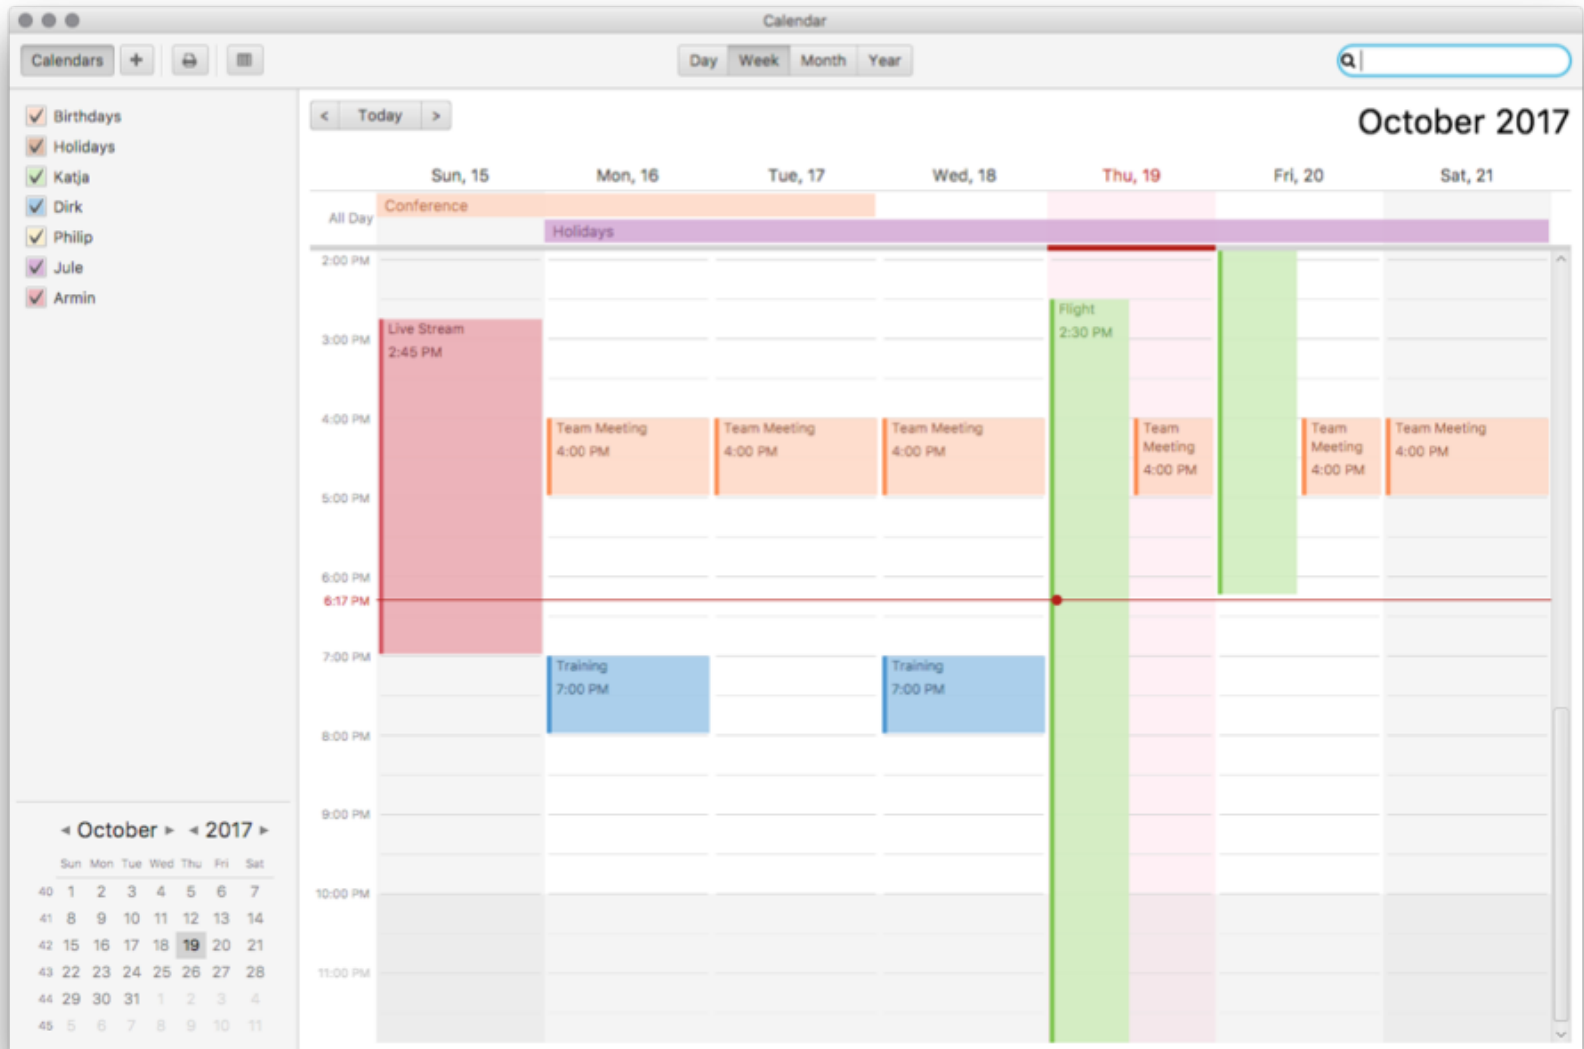 Calendar
Calendars + Day Week Month Year
Birthdays
Holidays
Katja
Dirk
Philip
Jule
Armin
< Today >
October 2017
Sun, 15 Mon, 16 Tue, 17 Wed, 18 Thu, 19 Fri, 20 Sat, 21
All Day
Conference
Holidays
2:00 PM
3:00 PM
4:00 PM
5:00 PM
6:00 PM
6:17 PM
7:00 PM
8:00 PM
9:00 PM
10:00 PM
11:00 PM
Live Stream
2:45 PM
Team Meeting
4:00 PM
Training
7:00 PM
Team Meeting
4:00 PM
Team Meeting
4:00 PM
Training
7:00 PM
Flight
2:30 PM
Team
Meeting
4:00 PM
Team
Meeting
4:00 PM
Team Meeting
4:00 PM
October 2017
Sun Mon Tue Wed Thu Fri Sat
40 1 2 3 4 5 6 7
41 8 9 10 11 12 13 14
42 15 16 17 18 19 20 21
43 22 23 24 25 26 27 28
44 29 30 31 1 2 3 4
45 5 6 7 8 9 10 11